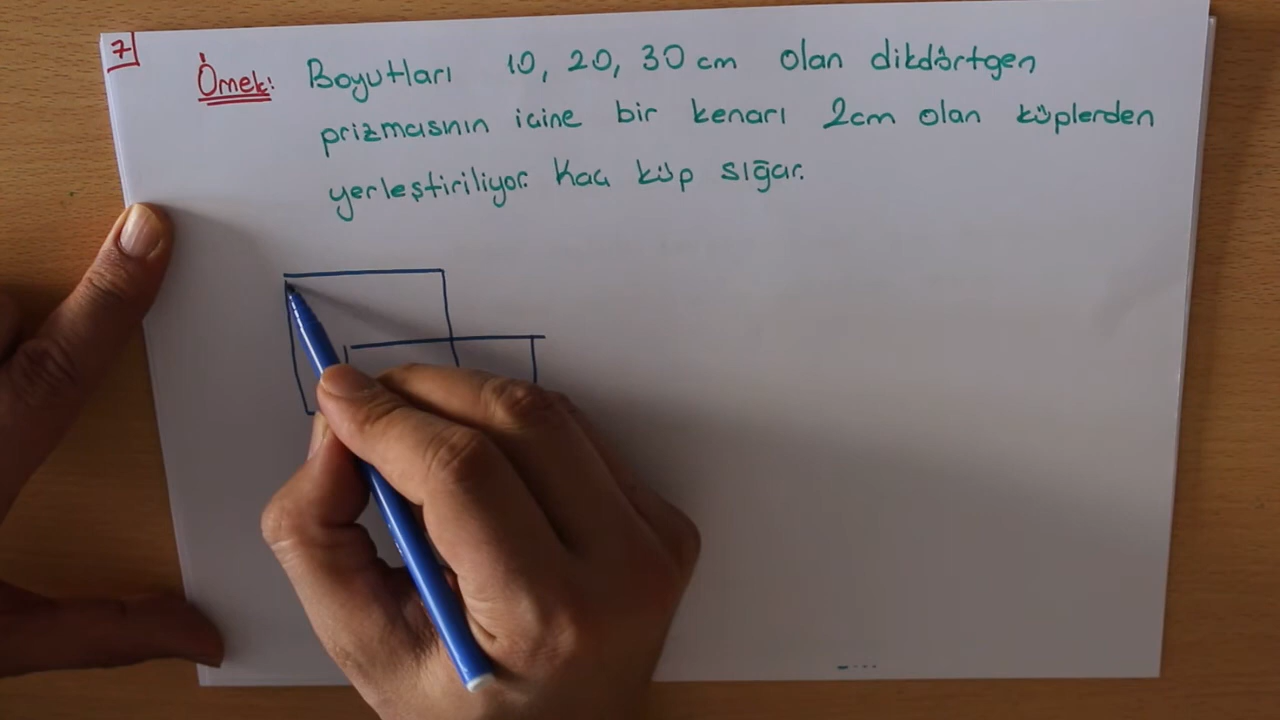 7
Örnek: Boyutları 10, 20, 30 cm olan dikdörtgen
prizmasının içine bir kenarı 2cm olan küplerden
yerleştiriliyor. Kaç küp sığar.